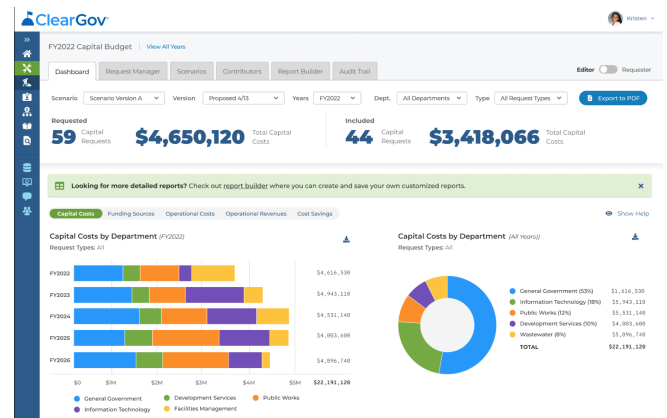 ClearGov
Kristen
FY2022 Capital Budget View All Years
Dashboard Request Manager Scenarios Contributors Report Builder Audit Trail Editor Requester
Scenario Scenario Version A Version Proposed 4/13 Years FY2022 Dept. All Departments Type All Request Types Export to PDF
Requested Included
59 Capital Requests $4,650,120 Total Capital Costs 44 Capital Requests $3,418,066 Total Capital Costs
Looking for more detailed reports? Check out report builder where you can create and save your own customized reports. x
Capital Costs Funding Sources Operational Costs Operational Revenues Cost Savings Show Help
Capital Costs by Department (FY2022)
Request Types: All
FY2022 $4,616,530
FY2023 $4,943,110
FY2024 $4,531,140
FY2025 $4,003,600
FY2026 $4,096,740
$0 $1M $2M $3M $4M $5M $22,191,120
General Government Development Services Public Works
Information Technology Facilities Management
Capital Costs by Department (All Years))
Request Types: All
General Government (53%) $1,616,530
Information Technology (18%) $5,943,110
Public Works (12%) $5,531,140
Development Services (10%) $4,003,600
Wastewater (8%) $5,896,740
TOTAL $22,191,120